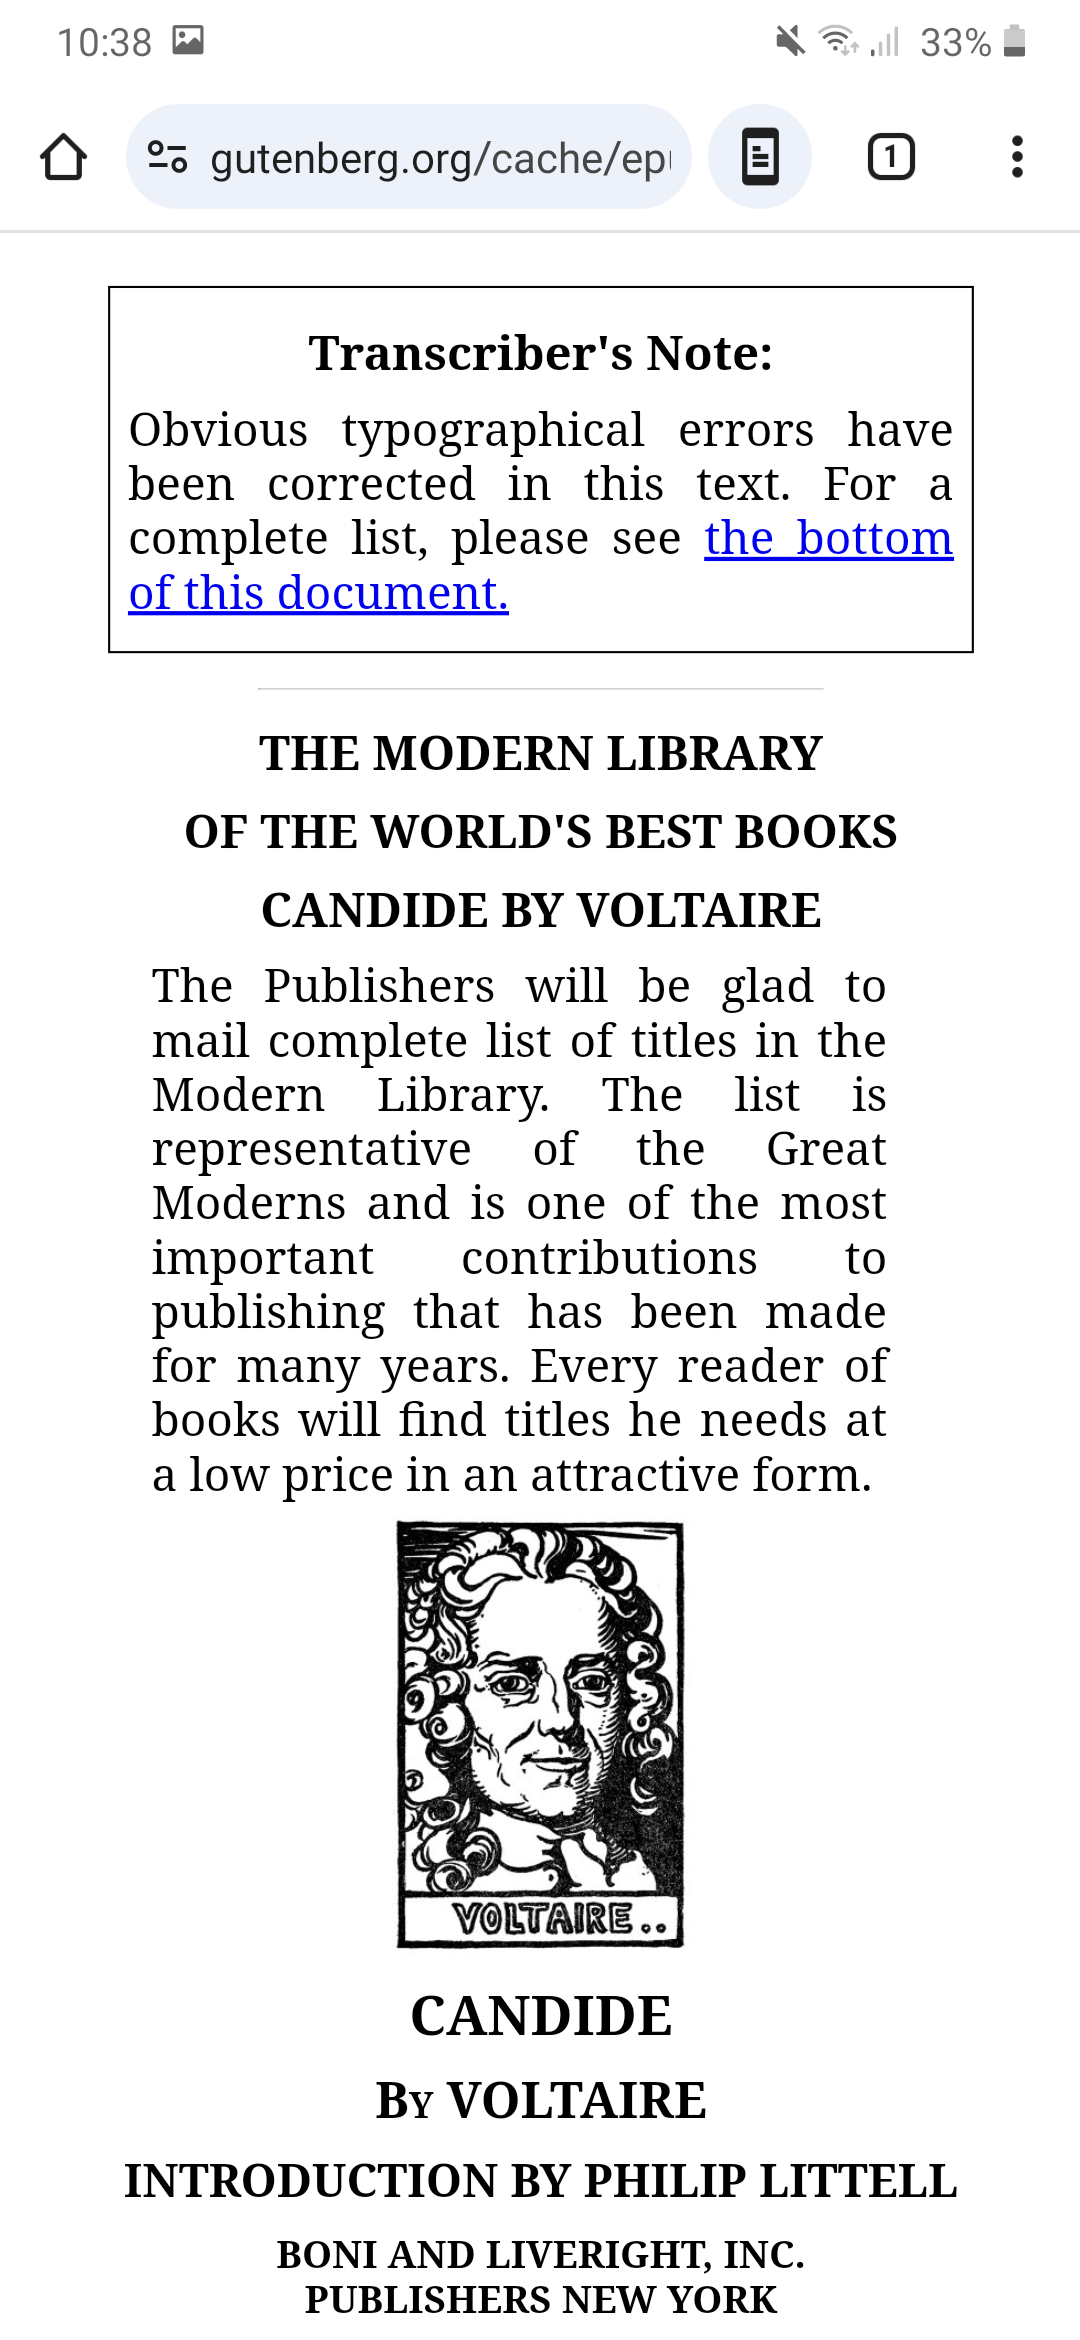 10:38
33%
gutenberg.org/cache/ep
1
Transcriber's Note:
Obvious typographical errors have
been corrected in this text. For a
complete list, please see the bottom
of this document.
THE MODERN LIBRARY
OF THE WORLD'S BEST BOOKS
CANDIDE BY VOLTAIRE
The Publishers will be glad to
mail complete list of titles in the
Modern Library. The list is
representative of the Great
Moderns and is one of the most
important contributions to
publishing that has been made
for many years. Every reader of
books will find titles he needs at
a low price in an attractive form.
VOLTAIRE..
CANDIDE
By VOLTAIRE
INTRODUCTION BY PHILIP LITTELL
BONI AND LIVERIGHT, INC.
PUBLISHERS NEW YORK